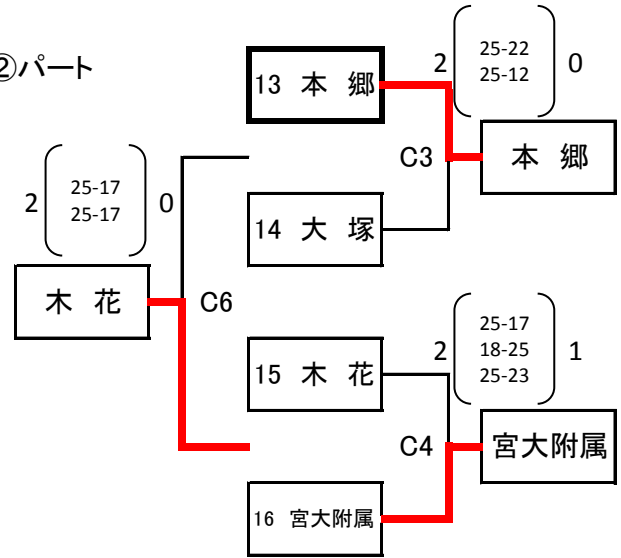 ②パート
13 本 郷
2 25-22 0
25-12
C3
本 郷
14 大 塚
2 25-17 0
25-17
木 花
C6
15 木 花
2 25-17 1
18-25
25-23
C4
宮大附属
16 宮大附属